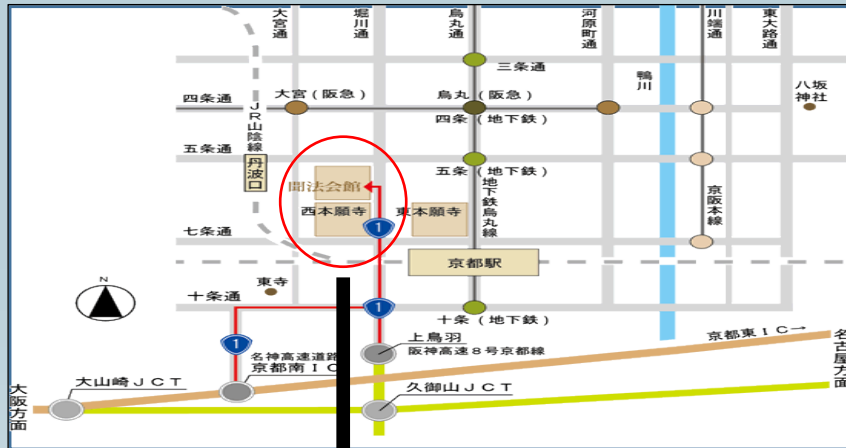 大宮通
堀川通
烏丸通
河原町通
川端通
東大路通
三条通
鴨川
八坂
神社
四条通
大宮(阪急)
烏丸(阪急)
四条(地下鉄)
JR山陰線
五条通
丹波口
五条(地下鉄)
聞法会館
西本願寺
東本願寺
地下鉄烏丸線
京阪本線
七条通
1
京都駅
N
東寺
十条通
1
十条(地下鉄)
1
上鳥羽
阪神高速8号京都線
京都東IC→
名古屋方面
名神高速道路
京都南IC
大山崎JCT
久御山JCT
大阪方面